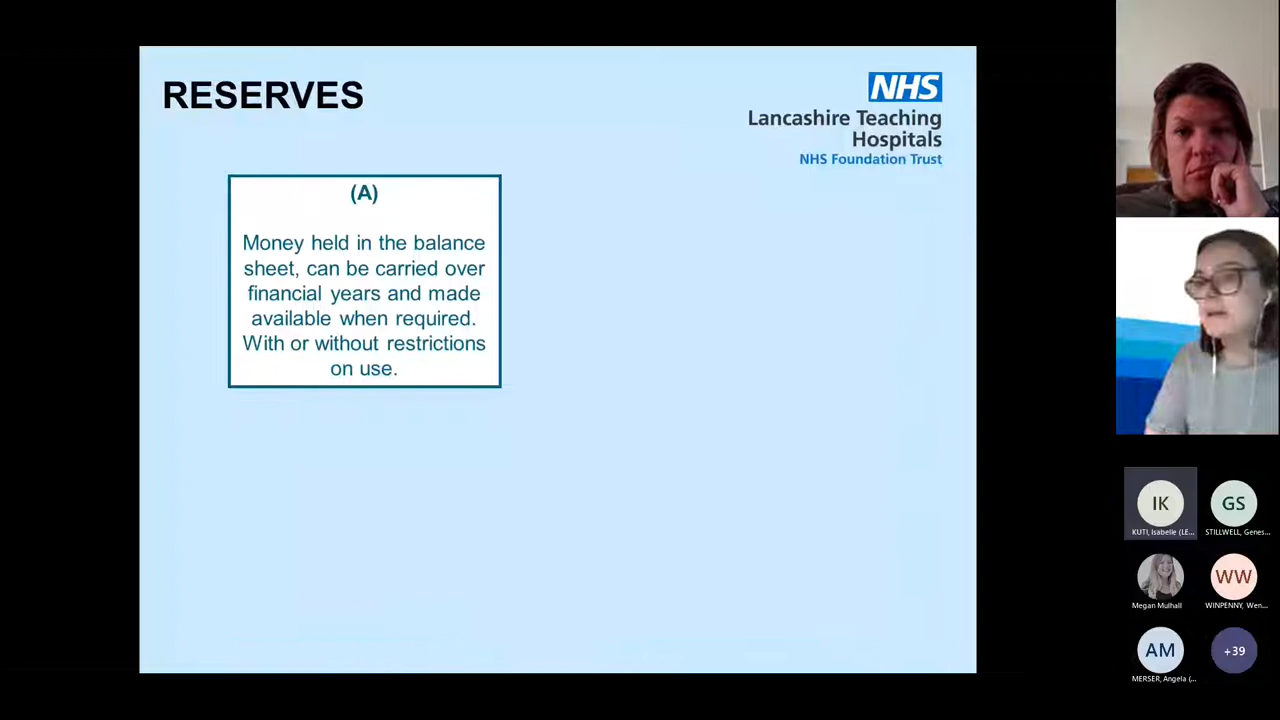 RESERVES
NHS
Lancashire Teaching
Hospitals
NHS Foundation Trust
(A)
Money held in the balance
sheet, can be carried over
financial years and made
available when required.
With or without restrictions
on use.
IK
KUTI, Isabelle (LE...
GS
STILLWELL, Genes...
Megan Mulhall
WW
WINPENNY, Wen...
AM
MERSER, Angela (...
+39